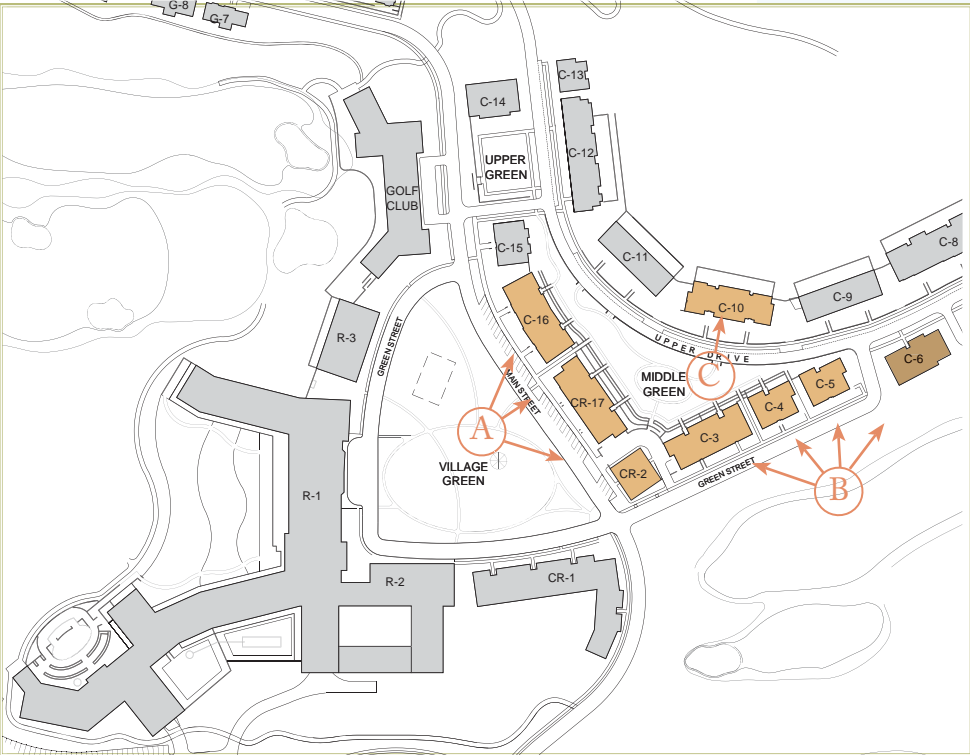 G-8
G-7
C-13
C-14
C-12
UPPER
GREEN
GOLF
CLUB
C-15
C-11
C-8
C-10
C-9
C-16
R-3
GREEN STREET
UPPER DRIVE
C-6
MAIN STREET
MIDDLE
GREEN
C
C-5
CR-17
C-4
A
C-3
VILLAGE
GREEN
CR-2
GREEN STREET
B
R-1
R-2
CR-1